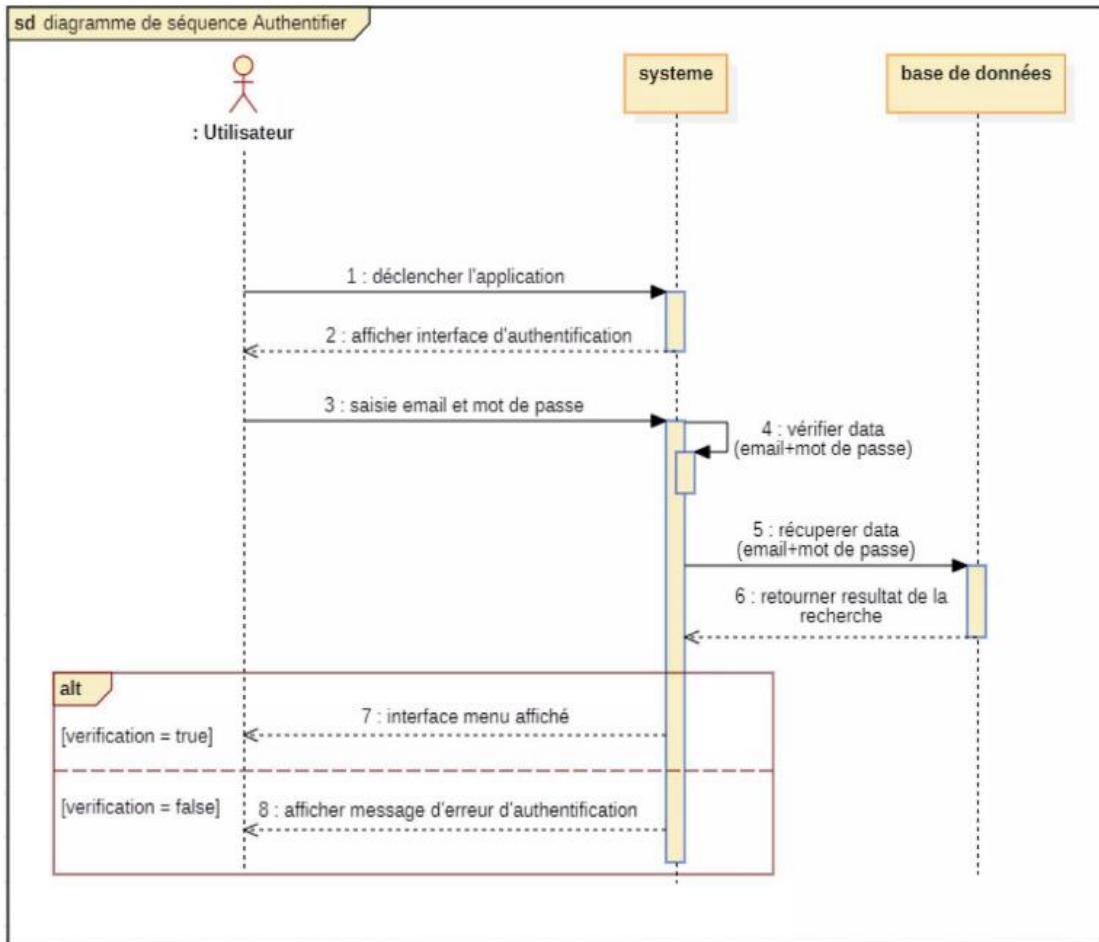 sd diagramme de séquence Authentifier
systeme
base de données
: Utilisateur
1 : déclencher l'application
2 : afficher interface d'authentification
3 : saisie email et mot de passe
4 : vérifier data
(email+mot de passe)
5 : récuperer data
(email+mot de passe)
6 : retourner resultat de la
recherche
alt
7 : interface menu affiché
[verification = true]
[verification = false]
8 : afficher message d'erreur d'authentification